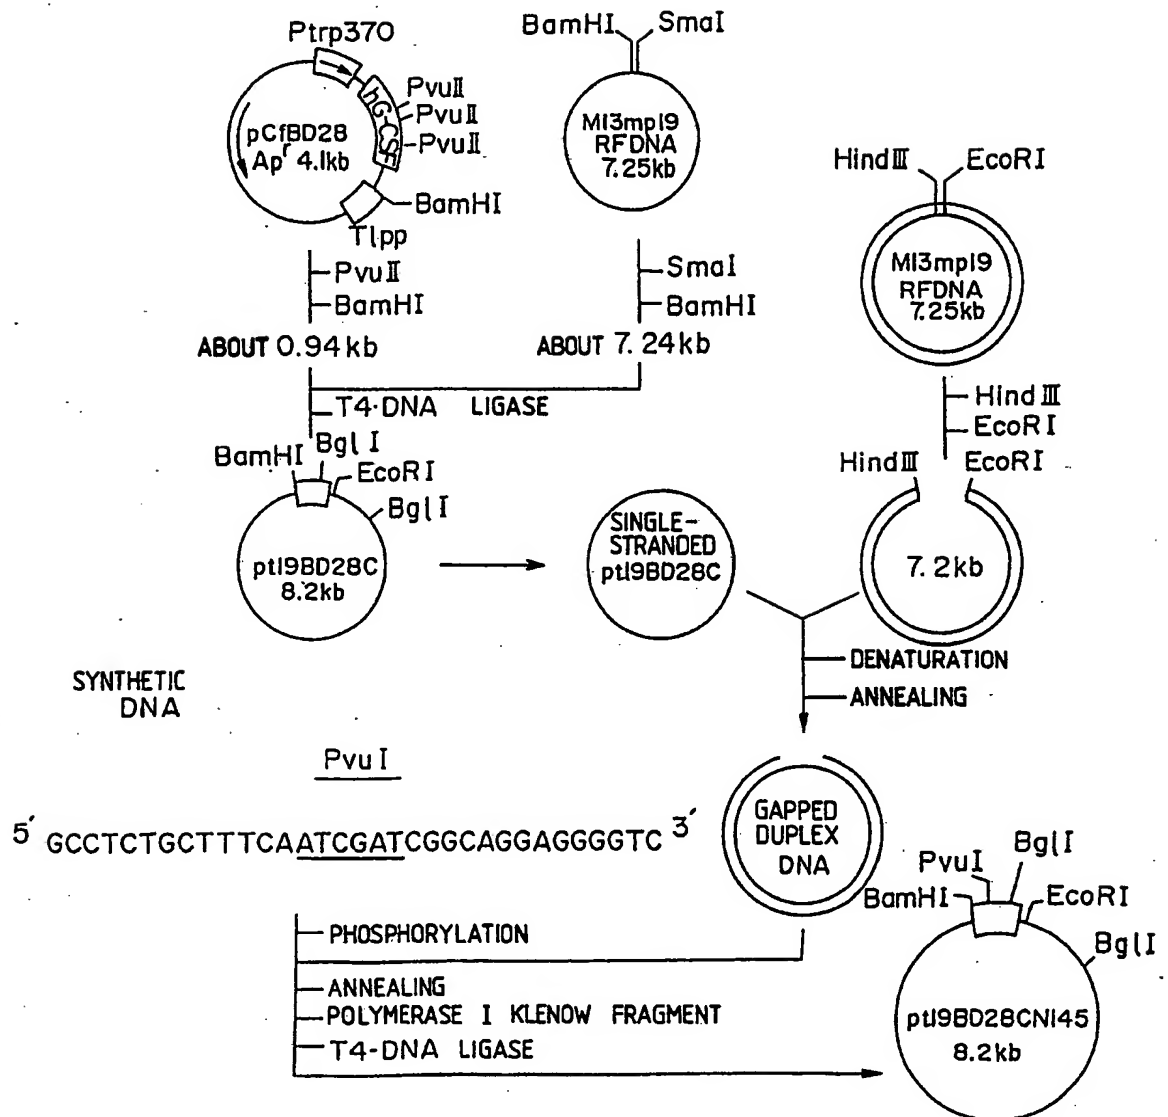 Ptrp370
hG-CSF
PvuII
PvuII
PvuII
pCfBD28
Apr 4.1kb
BamHI
Tlpp
PvuII
BamHI
ABOUT 0.94kb
BamHI
SmaI
M13mp19
RFDNA
7.25kb
SmaI
BamHI
ABOUT 7.24kb
T4·DNA LIGASE
HindIII
EcoRI
M13mp19
RFDNA
7.25kb
HindIII
EcoRI
HindIII
EcoRI
7.2kb
BamHI
BglI
EcoRI
BglI
ptl9BD28C
8.2kb
SINGLE-
STRANDED
ptl9BD28C
DENATURATION
ANNEALING
SYNTHETIC
DNA
PvuI
5' GCCTCTGCTTTCAATCGATCGGCAGGAGGGGTC 3'
GAPPED
DUPLEX
DNA
PHOSPHORYLATION
ANNEALING
POLYMERASE I KLENOW FRAGMENT
T4-DNA LIGASE
BamHI
PvuI
BglI
EcoRI
BglI
ptl9BD28CN145
8.2kb